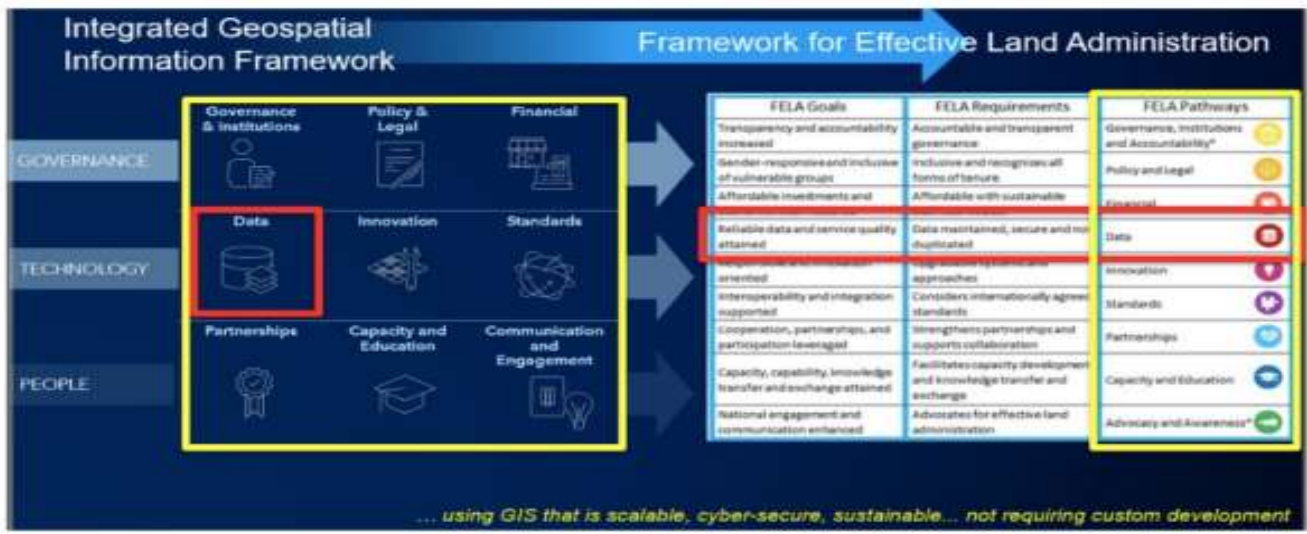 Integrated Geospatial
Information Framework
Framework for Effective Land Administration
GOVERNANCE
TECHNOLOGY
PEOPLE
Governance
& Institutions
Policy &
Legal
Financial
Data
Innovation
Standards
Partnerships
Capacity and
Education
Communication
and
Engagement
FELA Goals
FELA Requirements
FELA Pathways
Transparency and accountability
increased
Accountable and transparent
governance
Governance, Institutions
and Accountability*
Gender-responsive and inclusive
of vulnerable groups
Inclusive and recognizes all
forms of tenure
Policy and Legal
Affordable investments and
Affordable with sustainable
Financial
Reliable data and service quality
attained
Data maintained, secure and not
duplicated
Data
oriented
approaches
Innovation
Interoperability and integration
supported
Considers internationally agreed
standards
Standards
Cooperation, partnerships, and
participation leveraged
Strengthens partnerships and
supports collaboration
Partnerships
Capacity, capability, knowledge
transfer and exchange attained
Facilitates capacity development
and knowledge transfer and
exchange
Capacity and Education
National engagement and
communication enhanced
Advocates for effective land
administration
Advocacy and Awareness*
... using GIS that is scalable, cyber-secure, sustainable... not requiring custom development